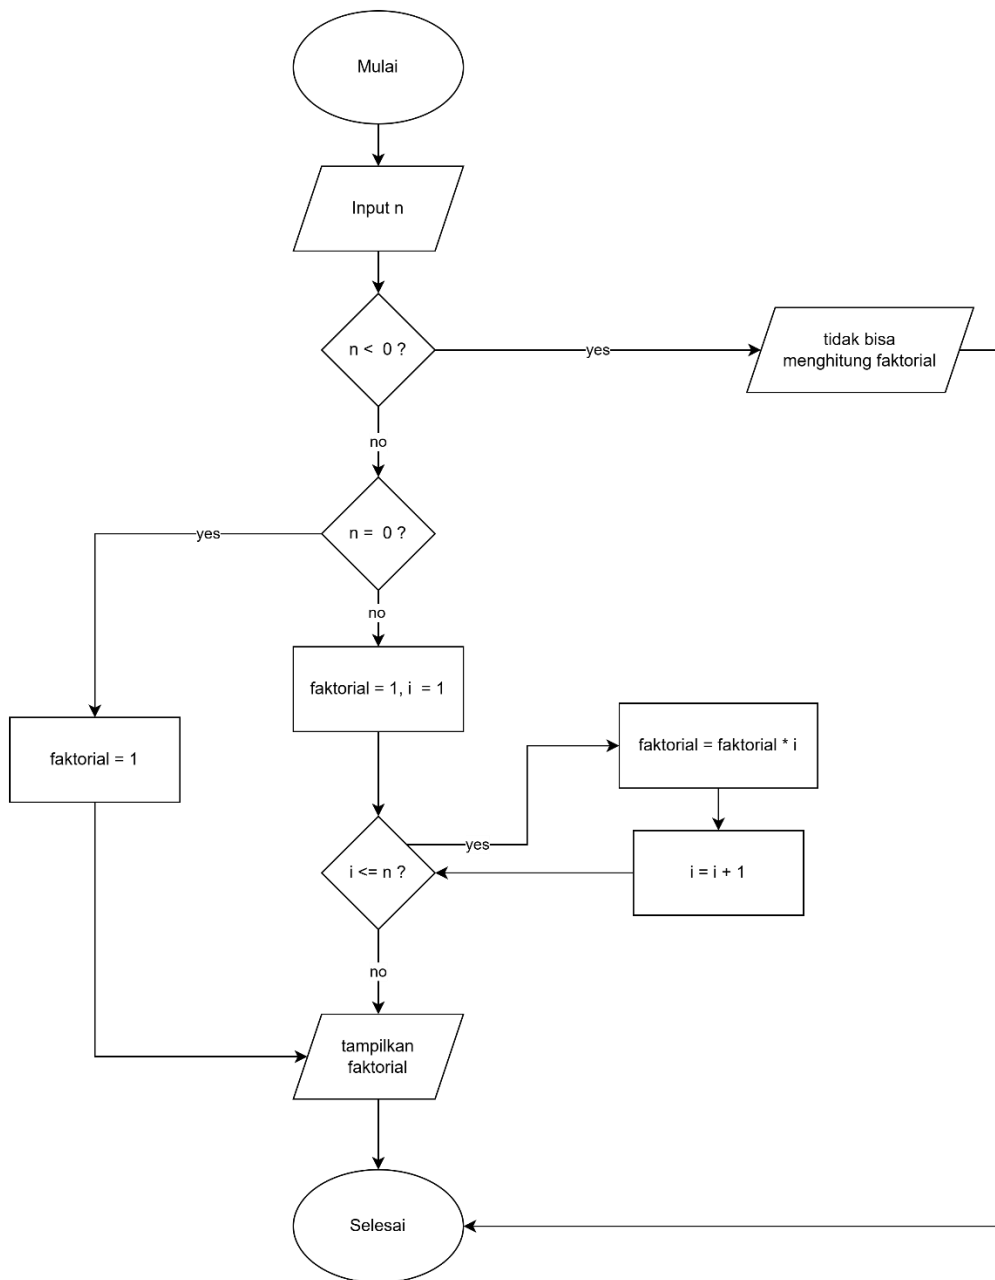 Mulai
Input n
n < 0 ?
yes
tidak bisa
menghitung faktorial
no
n = 0 ?
yes
no
faktorial = 1, i = 1
faktorial = 1
faktorial = faktorial * i
yes
i <= n ?
i = i + 1
no
tampilkan
faktorial
Selesai